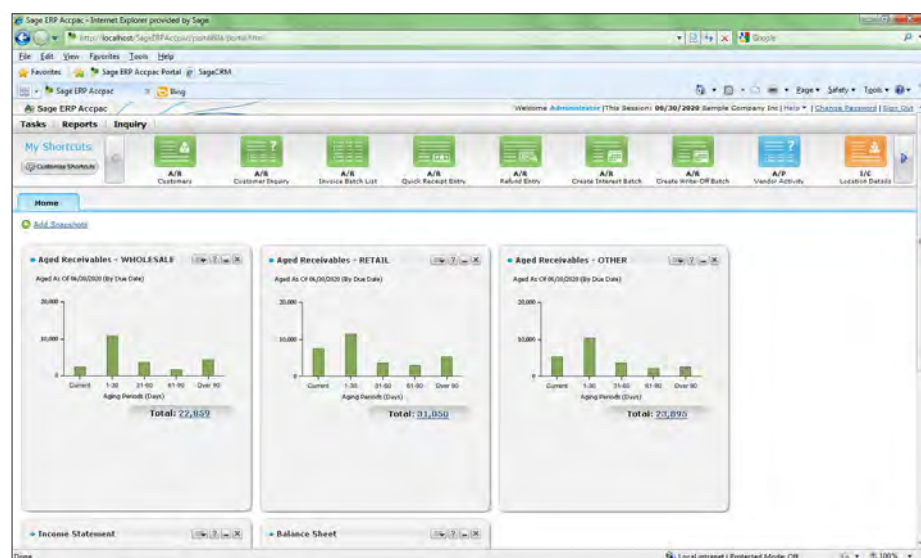 Sage ERP Accpac - Internet Explorer provided by Sage
http://localhost/SageERPAccpac/portal60a/portal.html
Google
File Edit View Favorites Tools Help
Favorites Sage ERP Accpac Portal SageCRM
Sage ERP Accpac Bing
Page Safety Tools
Sage ERP Accpac Welcome Administrator |This Session: 06/30/2020 Sample Company Inc| Help | Change Password | Sign Out
Tasks Reports Inquiry
My Shortcuts
Customize Shortcuts
A/R A/R A/R A/R A/R A/R A/R A/P I/C
Customers Customer Inquiry Invoice Batch List Quick Receipt Entry Refund Entry Create Interest Batch Create Write-Off Batch Vendor Activity Location Details
Home
Add Snapshots
Aged Receivables - WHOLESALE
Aged As Of 06/30/2020 (By Due Date)
20,000
10,000
0
Current 1-30 31-60 61-90 Over 90
Aging Periods (Days)
Total: 22,859
Aged Receivables - RETAIL
Aged As Of 06/30/2020 (By Due Date)
20,000
10,000
0
Current 1-30 31-60 61-90 Over 90
Aging Periods (Days)
Total: 31,050
Aged Receivables - OTHER
Aged As Of 06/30/2020 (By Due Date)
20,000
10,000
0
Current 1-30 31-60 61-90 Over 90
Aging Periods (Days)
Total: 23,895
Income Statement
Balance Sheet
Done Local intranet | Protected Mode: Off 100%